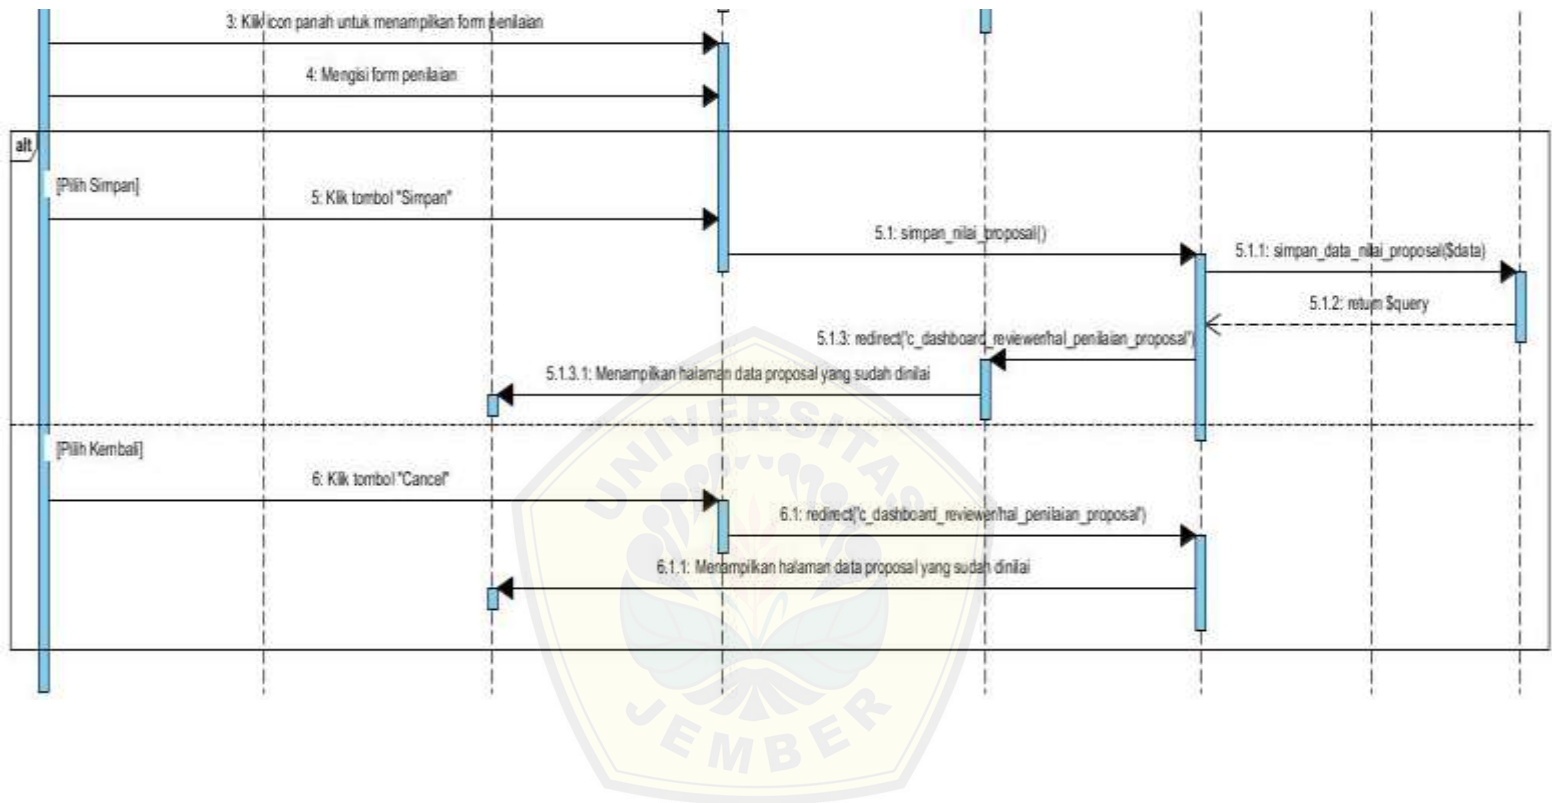 3: Klik icon panah untuk menampilkan form penilaian
4: Mengisi form penilaian
alt
[Pilih Simpan]
5: Klik tombol "Simpan"
5.1: simpan_nilai_proposal()
5.1.1: simpan_data_nilai_proposal($data)
5.1.2: return $query
5.1.3: redirect('c_dashboard_reviewer/hal_penilaian_proposal')
5.1.3.1: Menampilkan halaman data proposal yang sudah dinilai
[Pilih Kembali]
6: Klik tombol "Cancel"
6.1: redirect('c_dashboard_reviewer/hal_penilaian_proposal')
6.1.1: Menampilkan halaman data proposal yang sudah dinilai
UNIVERSITAS
JEMBER